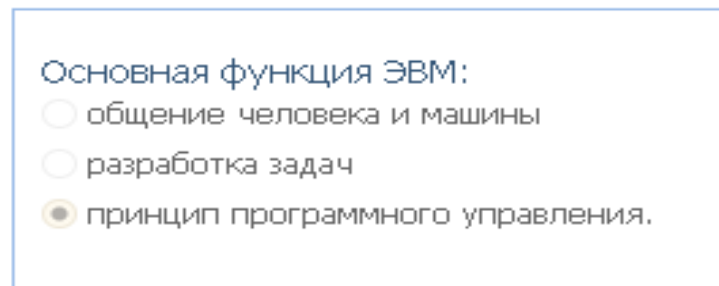 Основная функция ЭВМ:
общение человека и машины
разработка задач
принцип программного управления.